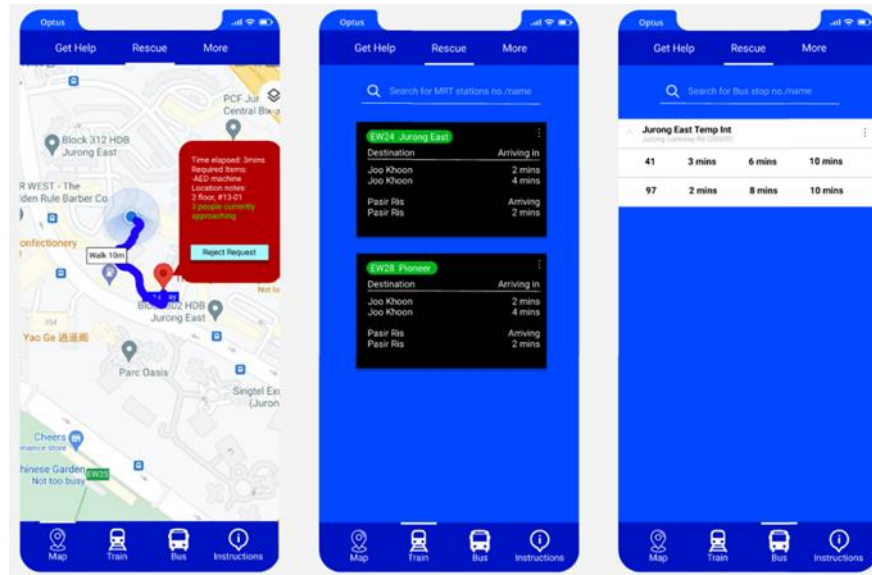 Optus
Get Help Rescue More
PCF Jur
Central
Block 312 HDB
Jurong East
R WEST - The
den Rule Barber Co
onfectionery
Time elapsed: 3mins
Required Items:
-AED machine
Location notes:
2 floor, #13-01
3 people currently
approaching
Reject Request
Walk 10m
Not to
HDB
Jurong East
354
Yao Ge
Parc Oasis
Singtel Ex
(Juron
Cheers
hinese Garden
EW25
Not too busy
Map Train Bus Instructions
Optus
Get Help Rescue More
Search for MRT stations no./name
EW24 Jurong East
Destination Arriving in
Joo Khoon 2 mins
Joo Khoon 4 mins
Pasir Ris Arriving
Pasir Ris 2 mins
EW28 Pioneer
Destination Arriving in
Joo Khoon 2 mins
Joo Khoon 4 mins
Pasir Ris Arriving
Pasir Ris 2 mins
Map Train Bus Instructions
Optus
Get Help Rescue More
Search for Bus stop no./name
Jurong East Temp Int
41 3 mins 6 mins 10 mins
97 2 mins 8 mins 10 mins
Map Train Bus Instructions